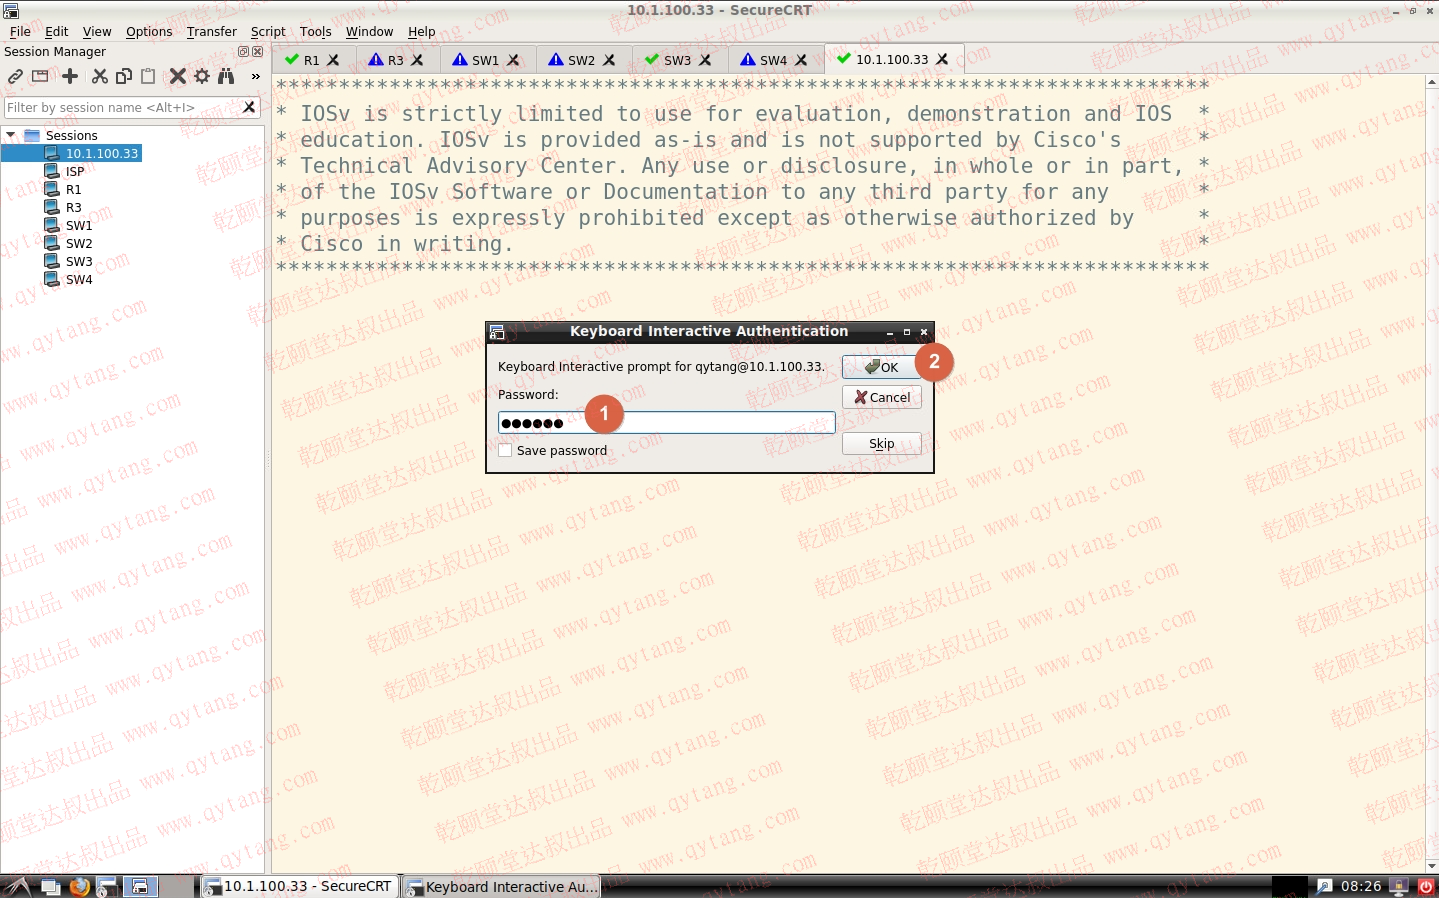 10.1.100.33 - SecureCRT
File Edit View Options Transfer Script Tools Window Help
Session Manager
R1 R3 SW1 SW2 SW3 SW4 10.1.100.33
»
Filter by session name <Alt+I>
Sessions
10.1.100.33
ISP
R1
R3
SW1
SW2
SW3
SW4
**************************************************************************
* IOSv is strictly limited to use for evaluation, demonstration and IOS  *
* education. IOSv is provided as-is and is not supported by Cisco's      *
* Technical Advisory Center. Any use or disclosure, in whole or in part, *
* of the IOSv Software or Documentation to any third party for any       *
* purposes is expressly prohibited except as otherwise authorized by     *
* Cisco in writing.                                                      *
**************************************************************************
Keyboard Interactive Authentication
Keyboard Interactive prompt for qytang@10.1.100.33.
OK
2
Password:
Cancel
●●●●●●
1
Skip
Save password
10.1.100.33 - SecureCRT
Keyboard Interactive Au...
08:26
乾颐堂达叔出品 www.qytang.com